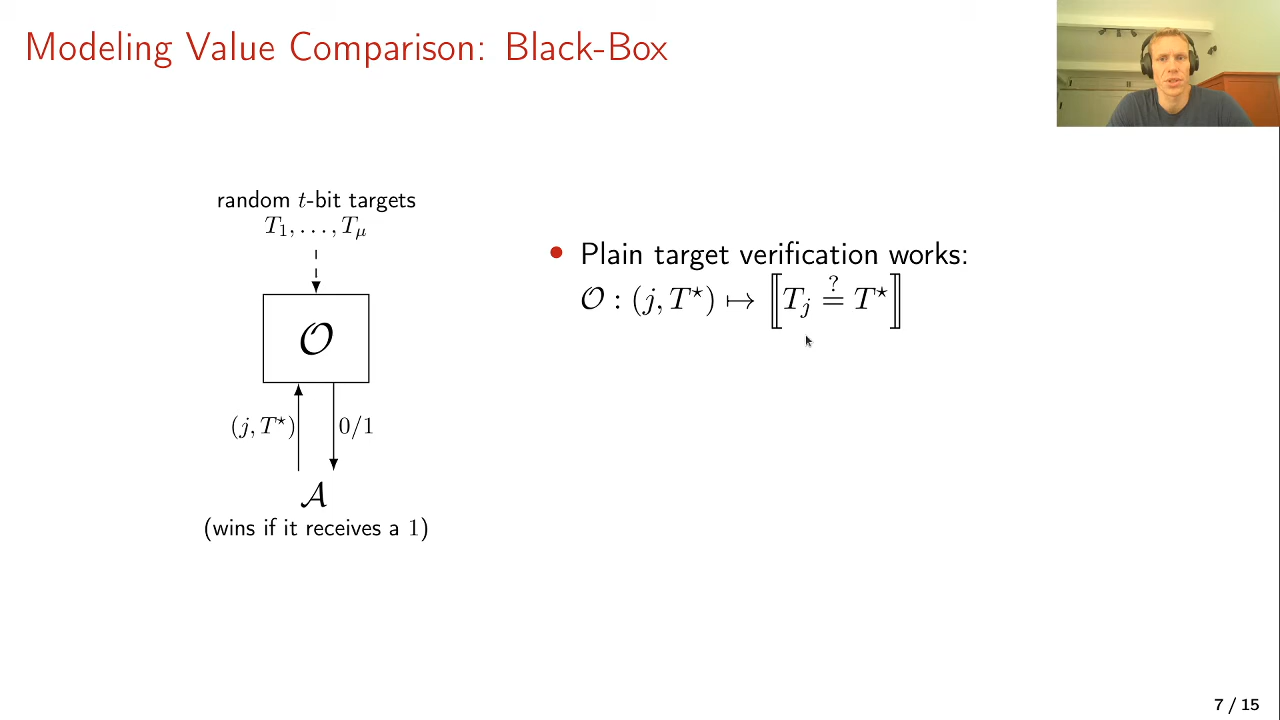 Modeling Value Comparison: Black-Box
random t-bit targets
T₁, . . . , T_μ
𝒪
(j, T⋆)
0/1
𝒜
(wins if it receives a 1)
• Plain target verification works:
𝒪 : (j, T⋆) ↦ ⟦T_j ≟ T⋆⟧
7 / 15